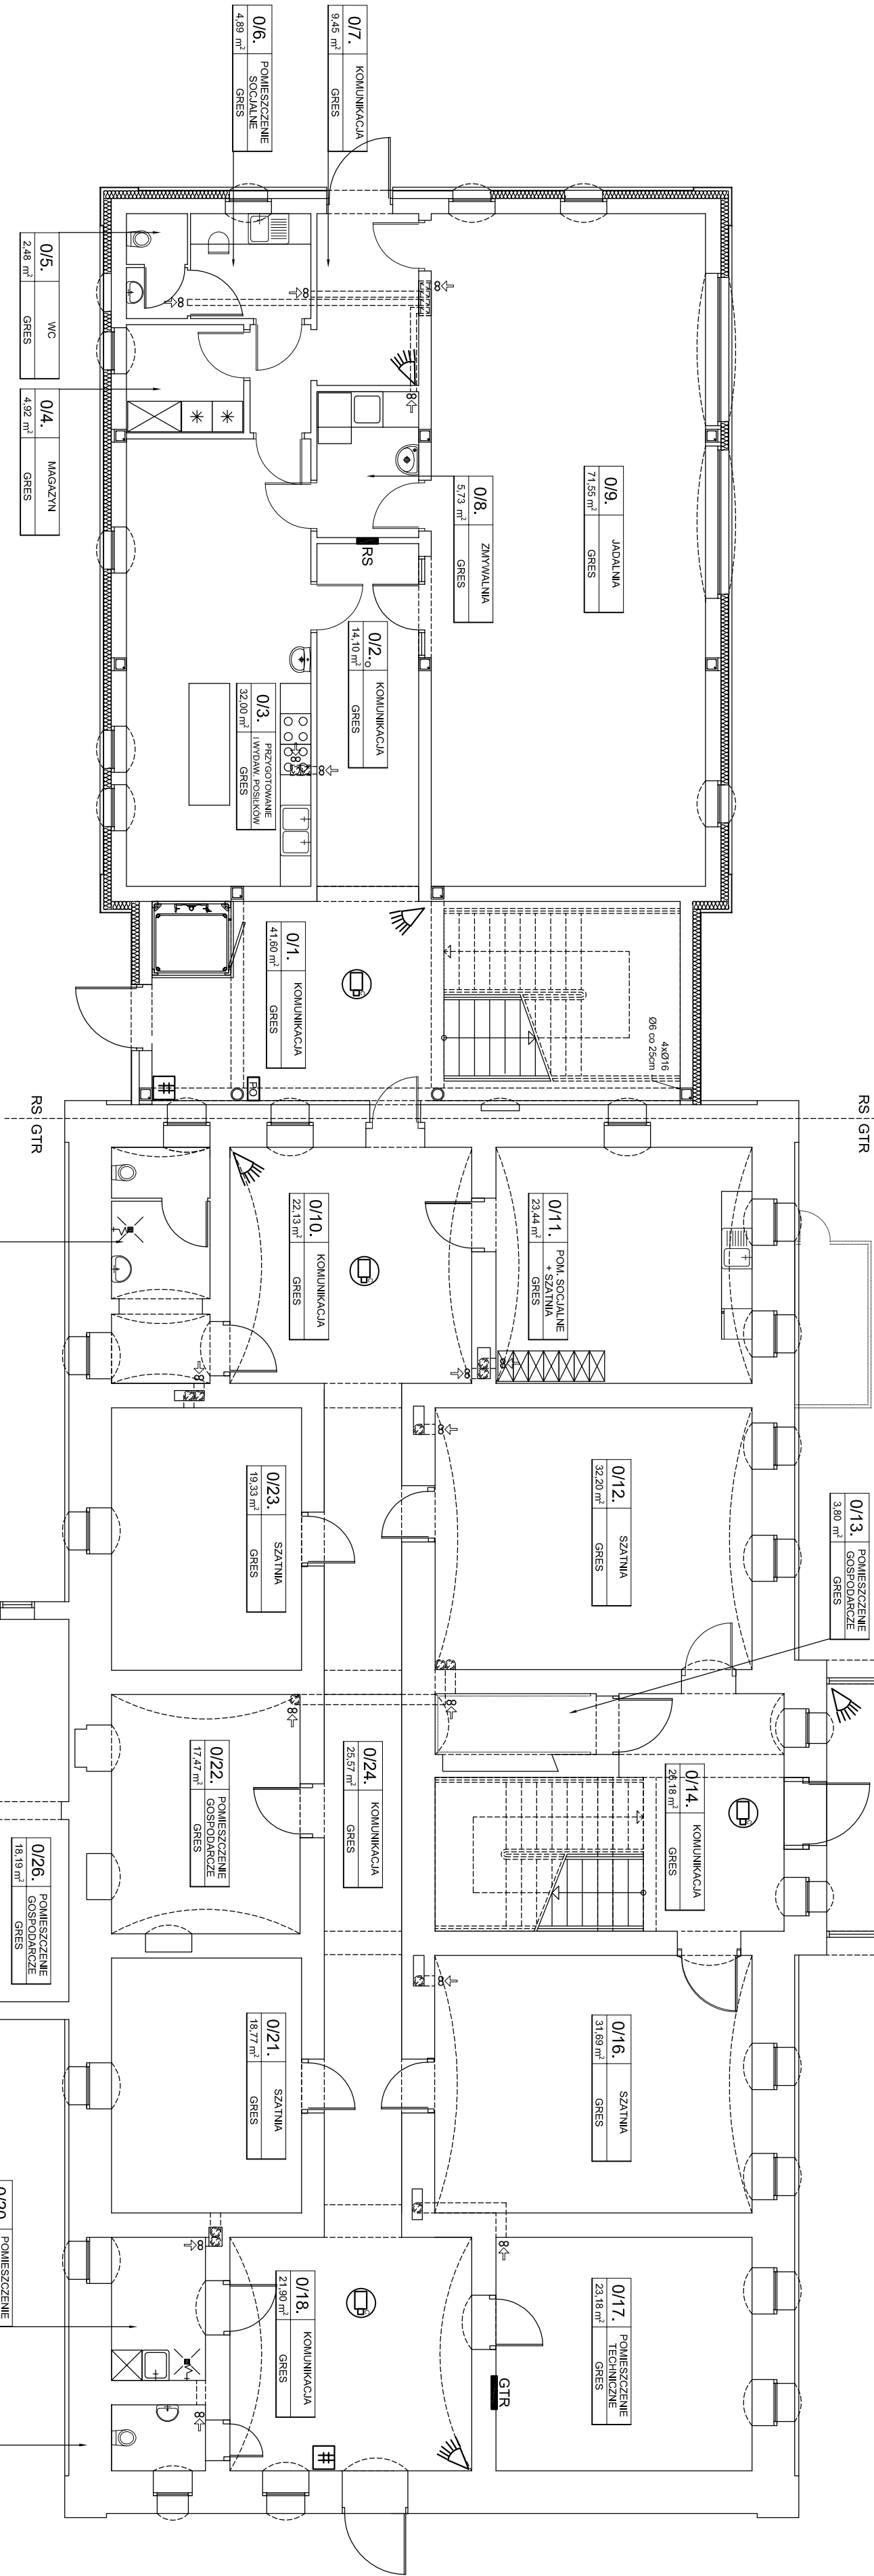 0/7. KOMUNIKACJA
9,45 m² GRES
0/6. POMIESZCZENIE
SOCJALNE
4,89 m² GRES
0/5. WC
2,48 m² GRES
0/4. MAGAZYN
4,92 m² GRES
0/9. JADALNIA
71,55 m² GRES
0/8. ZMYWALNIA
5,73 m² GRES
RS
0/2. KOMUNIKACJA
14,10 m² GRES
0/3. PRZYGOTOWANIE
I WYDAW. POSIŁKÓW
32,00 m² GRES
0/1. KOMUNIKACJA
41,60 m² GRES
4xØ16
Ø6 co 25cm
PO
#
RS GTR
RS GTR
0/10. KOMUNIKACJA
22,13 m² GRES
0/11. POM. SOCJALNE
+ SZATNIA
23,44 m² GRES
0/12. SZATNIA
32,20 m² GRES
0/13. POMIESZCZENIE
GOSPODARCZE
3,80 m² GRES
0/23. SZATNIA
19,33 m² GRES
0/14. KOMUNIKACJA
26,18 m² GRES
0/24. KOMUNIKACJA
25,57 m² GRES
0/22. POMIESZCZENIE
GOSPODARCZE
17,47 m² GRES
0/26. POMIESZCZENIE
GOSPODARCZE
18,19 m² GRES
0/16. SZATNIA
31,69 m² GRES
0/21. SZATNIA
18,77 m² GRES
0/17. POMIESZCZENIE
TECHNICZNE
23,18 m² GRES
GTR
0/18. KOMUNIKACJA
21,90 m² GRES
#
0/20. POMIESZCZENIE